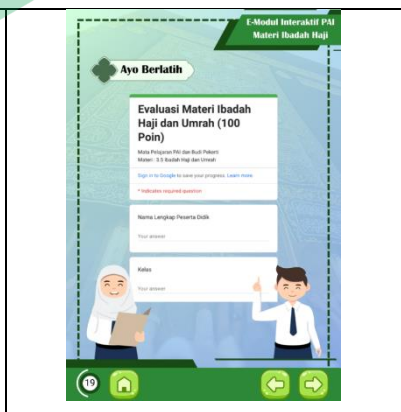 E-Modul Interaktif PAI
Materi Ibadah Haji
Ayo Berlatih
Evaluasi Materi Ibadah
Haji dan Umrah (100
Poin)
Mata Pelajaran PAI dan Budi Pekerti
Materi : 3.5 Ibadah Haji dan Umrah
Sign in to Google to save your progress. Learn more
* Indicates required question
Nama Lengkap Peserta Didik
Your answer
Kelas
Your answer
19